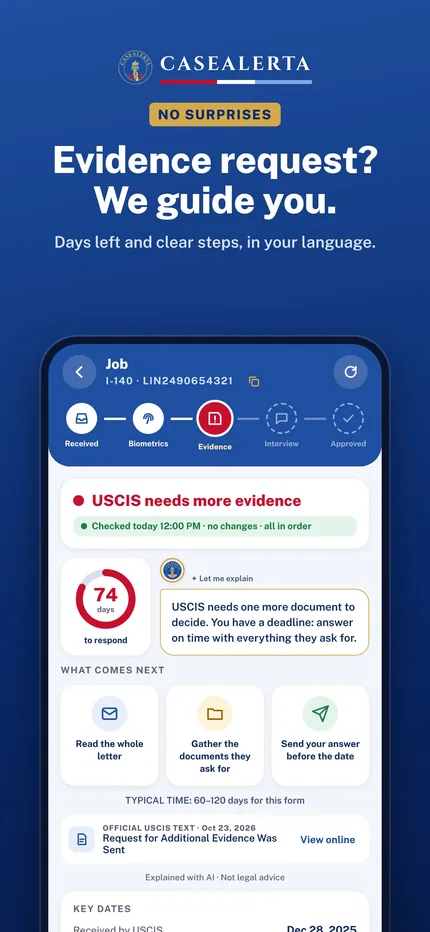 CASEALERTA
CASEALERTA
NO SURPRISES
Evidence request?
We guide you.
Days left and clear steps, in your language.
Job
I-140 · LIN2490654321
Received
Biometrics
Evidence
Interview
Approved
USCIS needs more evidence
Checked today 12:00 PM · no changes · all in order
74
days
to respond
+ Let me explain
USCIS needs one more document to
decide. You have a deadline: answer
on time with everything they ask for.
WHAT COMES NEXT
Read the whole
letter
Gather the
documents they
ask for
Send your answer
before the date
TYPICAL TIME: 60–120 days for this form
OFFICIAL USCIS TEXT · Oct 23, 2026
Request for Additional Evidence Was
Sent
View online
Explained with AI · Not legal advice
KEY DATES
Received by USCIS
Dec 28, 2025